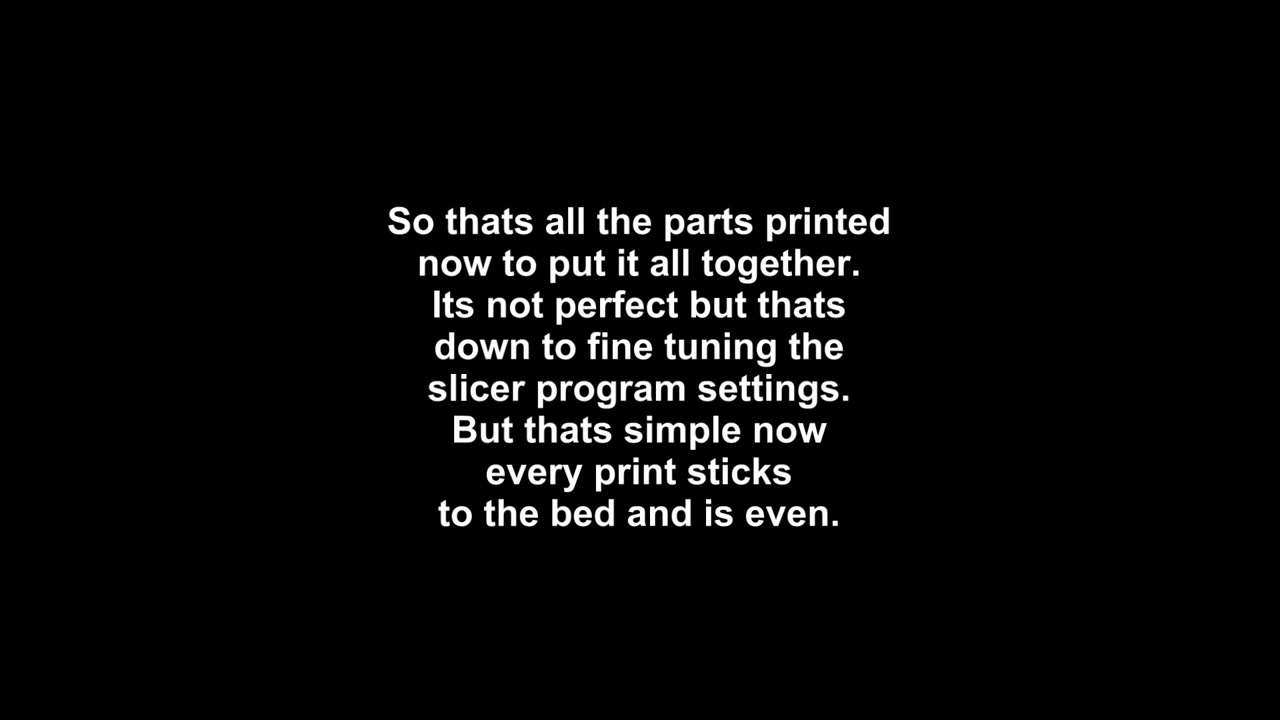 So thats all the parts printed
now to put it all together.
Its not perfect but thats
down to fine tuning the
slicer program settings.
But thats simple now
every print sticks
to the bed and is even.